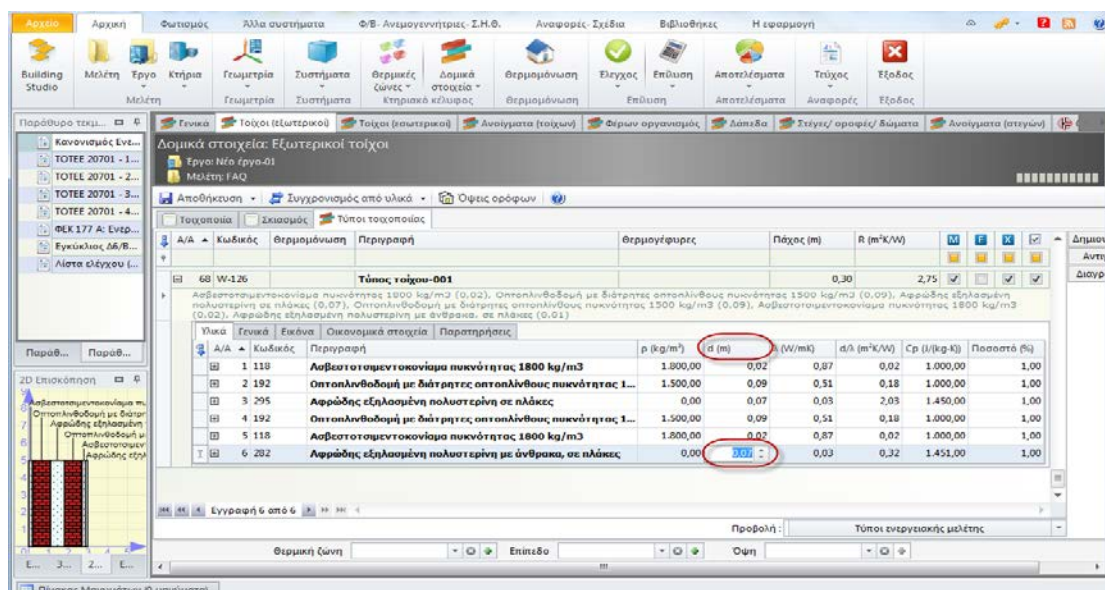 Αρχείο Αρχική Φωτισμός Άλλα συστήματα Φ/Β- Ανεμογεννήτριες- Σ.Η.Θ. Αναφορές- Σχέδια Βιβλιοθήκες Η εφαρμογή
Building Studio Μελέτη Έργο Κτήρια Γεωμετρία Συστήματα Θερμικές ζώνες Δομικά στοιχεία Θερμομόνωση Έλεγχος Επίλυση Αποτελέσματα Τεύχος Έξοδος
Μελέτη Γεωμετρία Συστήματα Κτηριακό κέλυφος Θερμομόνωση Επίλυση Αποτελέσματα Αναφορές Έξοδος
Παράθυρο τεκμ... Γενικά Τοίχοι (εξωτερικοί) Τοίχοι (εσωτερικοί) Ανοίγματα (τοίχων) Φέρων οργανισμός Δάπεδα Στέγες/ οροφές/ δώματα Ανοίγματα (στεγών)
Κανονισμός Ενε...
ΤΟΤΕΕ 20701 - 1...
ΤΟΤΕΕ 20701 - 2...
ΤΟΤΕΕ 20701 - 3...
ΤΟΤΕΕ 20701 - 4...
ΦΕΚ 177 Α: Ενερ...
Εγκύκλιος Δ6/Β...
Λίστα ελέγχου (...
Παράθ... Παράθ...
Δομικά στοιχεία: Εξωτερικοί τοίχοι
Έργο: Νέο έργο-01
Μελέτη: FAQ
Αποθήκευση Συγχρονισμός από υλικά Όψεις ορόφων
Τοιχοποιία Σκιασμός Τύποι τοιχοποιίας
Α/Α Κωδικός Θερμομόνωση Περιγραφή Θερμογέφυρες Πάχος (m) R (m²K/W) M E X
Δημιου
Αντι
Διαγρ
68 W-126 Τύπος τοίχου-001 0,30 2,75
Ασβεστοτσιμεντοκονίαμα πυκνότητας 1800 kg/m3 (0,02), Οπτοπλινθοδομή με διάτρητες οπτοπλίνθους πυκνότητας 1500 kg/m3 (0,09), Αφρώδης εξηλασμένη
πολυστερίνη σε πλάκες (0,07), Οπτοπλινθοδομή με διάτρητες οπτοπλίνθους πυκνότητας 1500 kg/m3 (0,09), Ασβεστοτσιμεντοκονίαμα πυκνότητας 1800 kg/m3
(0,02), Αφρώδης εξηλασμένη πολυστερίνη με άνθρακα, σε πλάκες (0,01)
Υλικά Γενικά Εικόνα Οικονομικά στοιχεία Παρατηρήσεις
Α/Α Κωδικός Περιγραφή ρ (kg/m³) d (m) (W/mK) d/λ (m²K/W) Cp (J/(kg·K)) Ποσοστό (%)
1 118 Ασβεστοτσιμεντοκονίαμα πυκνότητας 1800 kg/m3 1.800,00 0,02 0,87 0,02 1.000,00 1,00
2 192 Οπτοπλινθοδομή με διάτρητες οπτοπλίνθους πυκνότητας 1... 1.500,00 0,09 0,51 0,18 1.000,00 1,00
3 295 Αφρώδης εξηλασμένη πολυστερίνη σε πλάκες 0,00 0,07 0,03 2,03 1.450,00 1,00
4 192 Οπτοπλινθοδομή με διάτρητες οπτοπλίνθους πυκνότητας 1... 1.500,00 0,09 0,51 0,18 1.000,00 1,00
5 118 Ασβεστοτσιμεντοκονίαμα πυκνότητας 1800 kg/m3 1.800,00 0,02 0,87 0,02 1.000,00 1,00
6 282 Αφρώδης εξηλασμένη πολυστερίνη με άνθρακα, σε πλάκες 0,00 0,07 0,03 0,32 1.451,00 1,00
Εγγραφή 6 από 6
Προβολή : Τύποι ενεργειακής μελέτης
Θερμική ζώνη Επίπεδο Όψη
2D Επισκόπηση
Ασβεστοτσιμεντοκονίαμα πυ
Οπτοπλινθοδομή με διάτρ
Αφρώδης εξηλασμένη
Οπτοπλινθοδομή μ
Ασβεστοτσιμεν
Αφρώδης εξηλ
Ε... 3... 2... Ε...